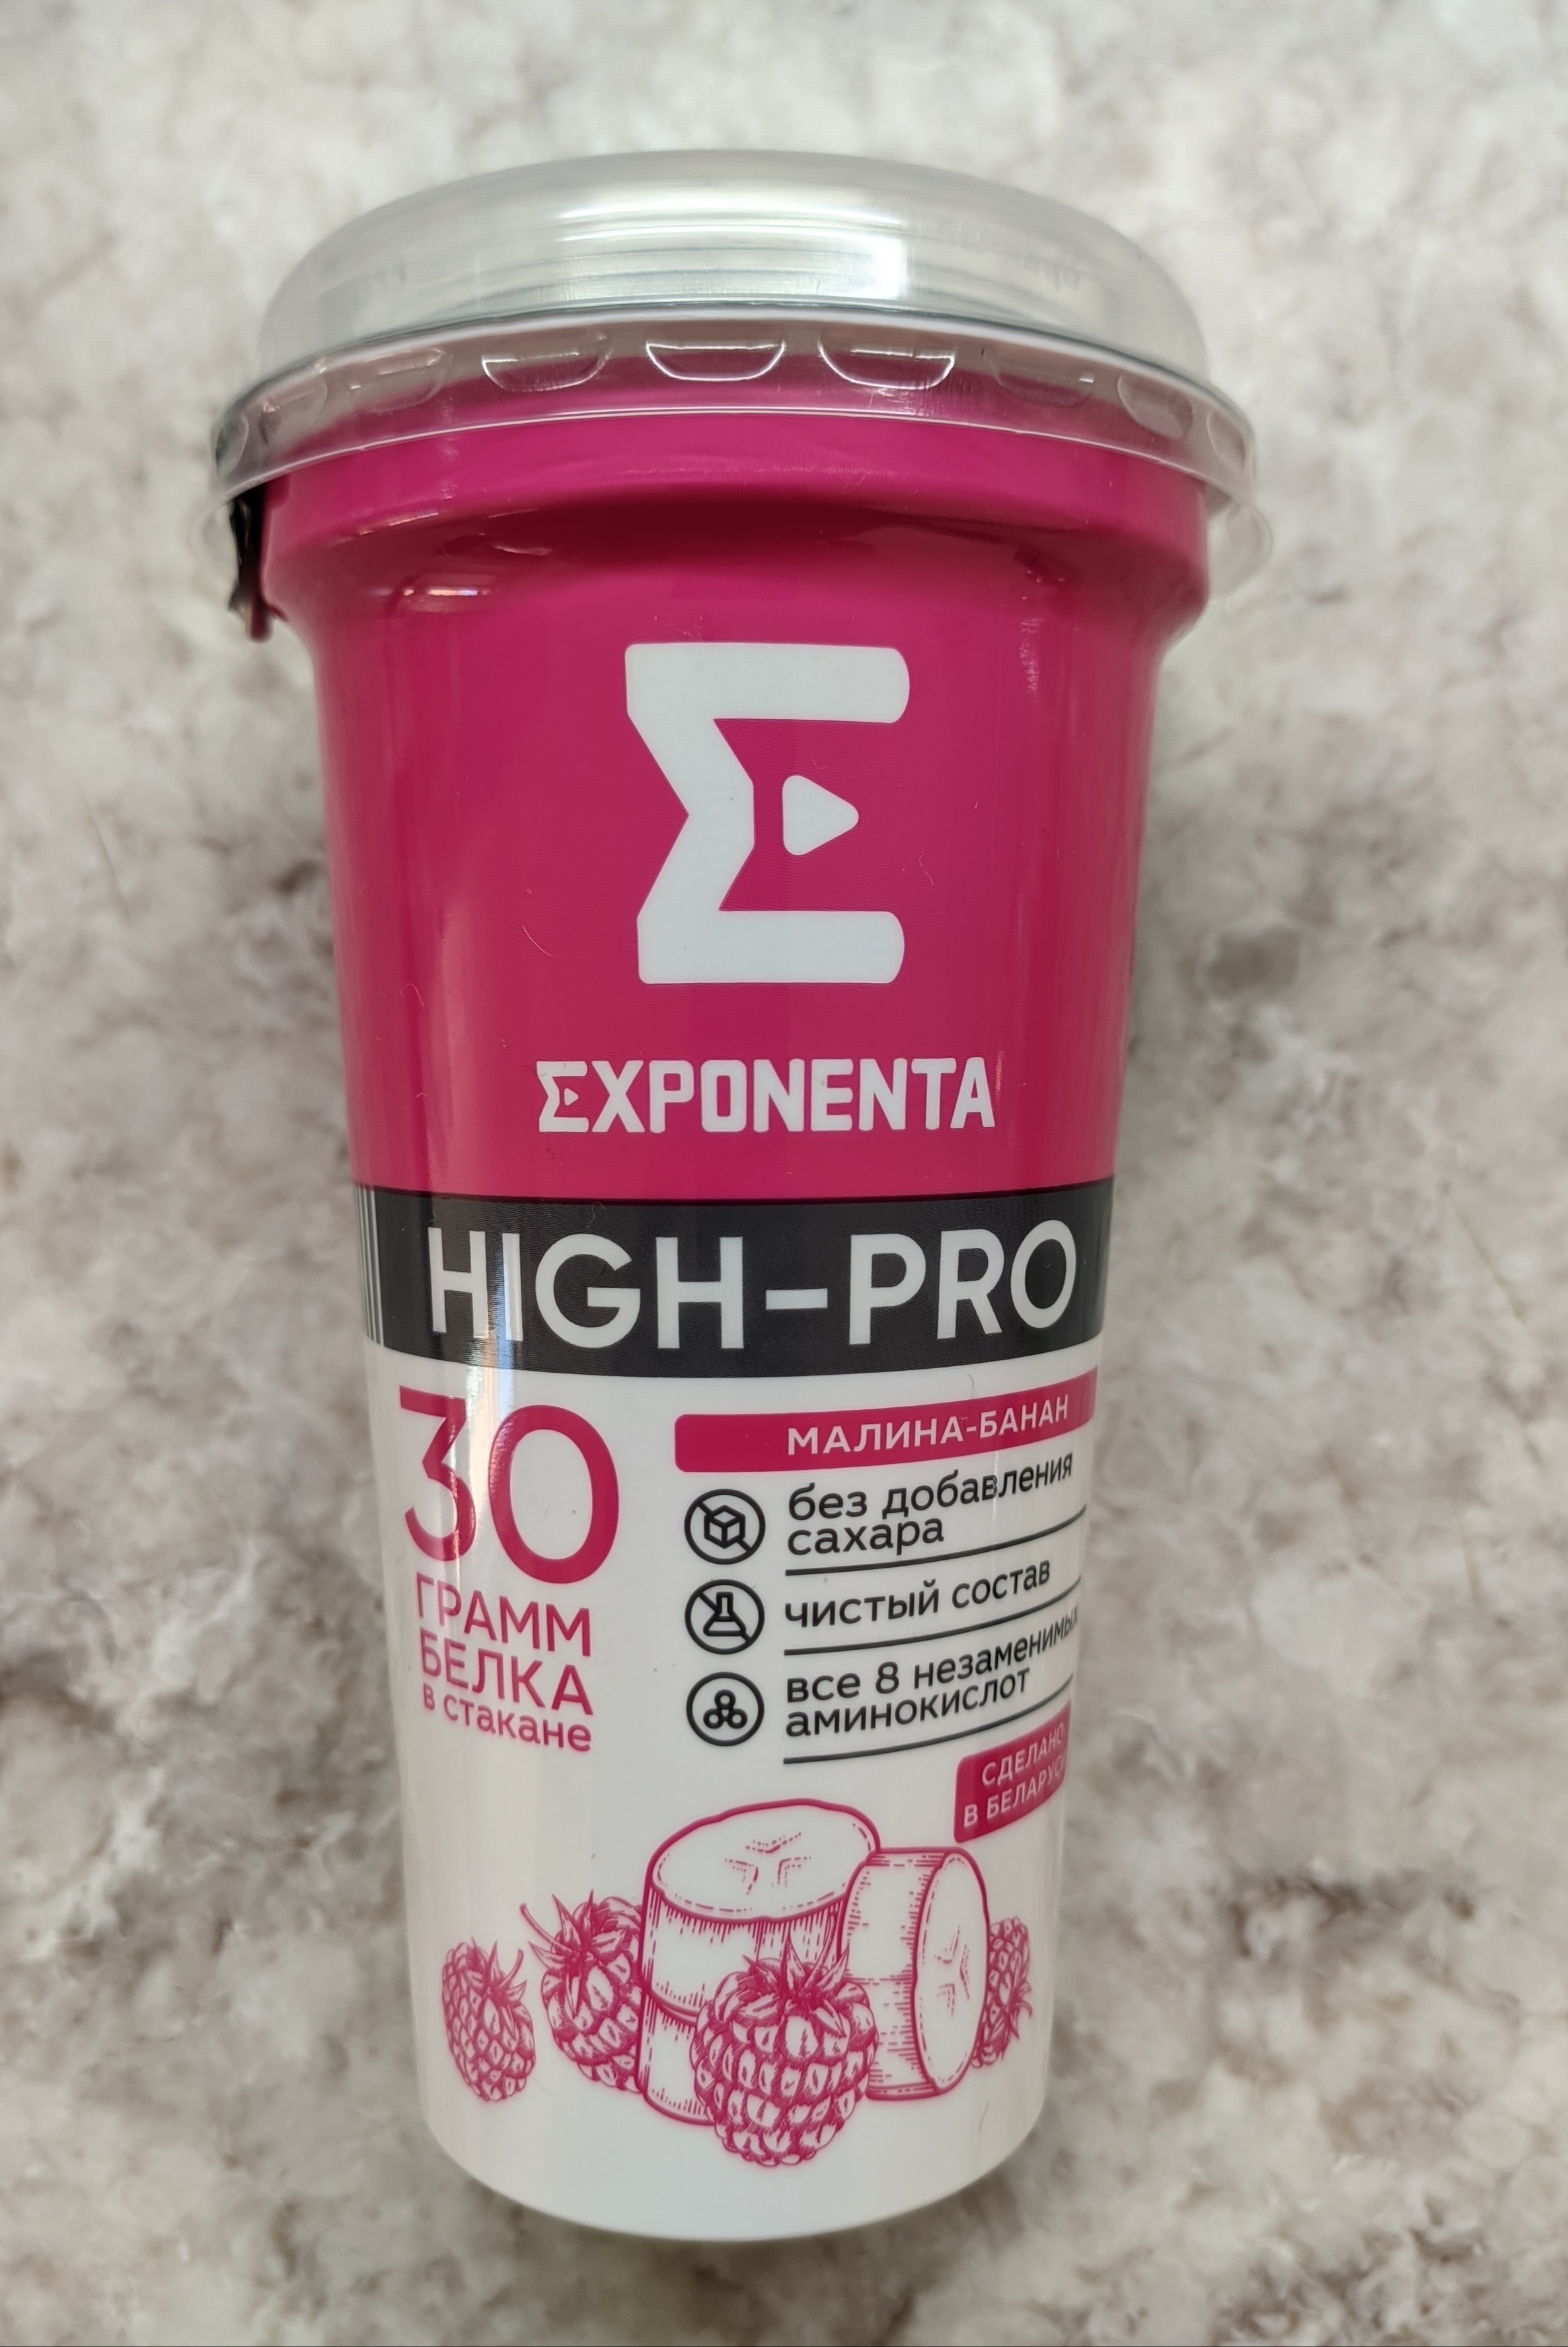 EXPONENTA
HIGH-PRO
30
ГРАММ
БЕЛКА
в стакане
МАЛИНА-БАНАН
без добавления
сахара
чистый состав
все 8 незаменимых
аминокислот
СДЕЛАНО
В БЕЛАРУСИ